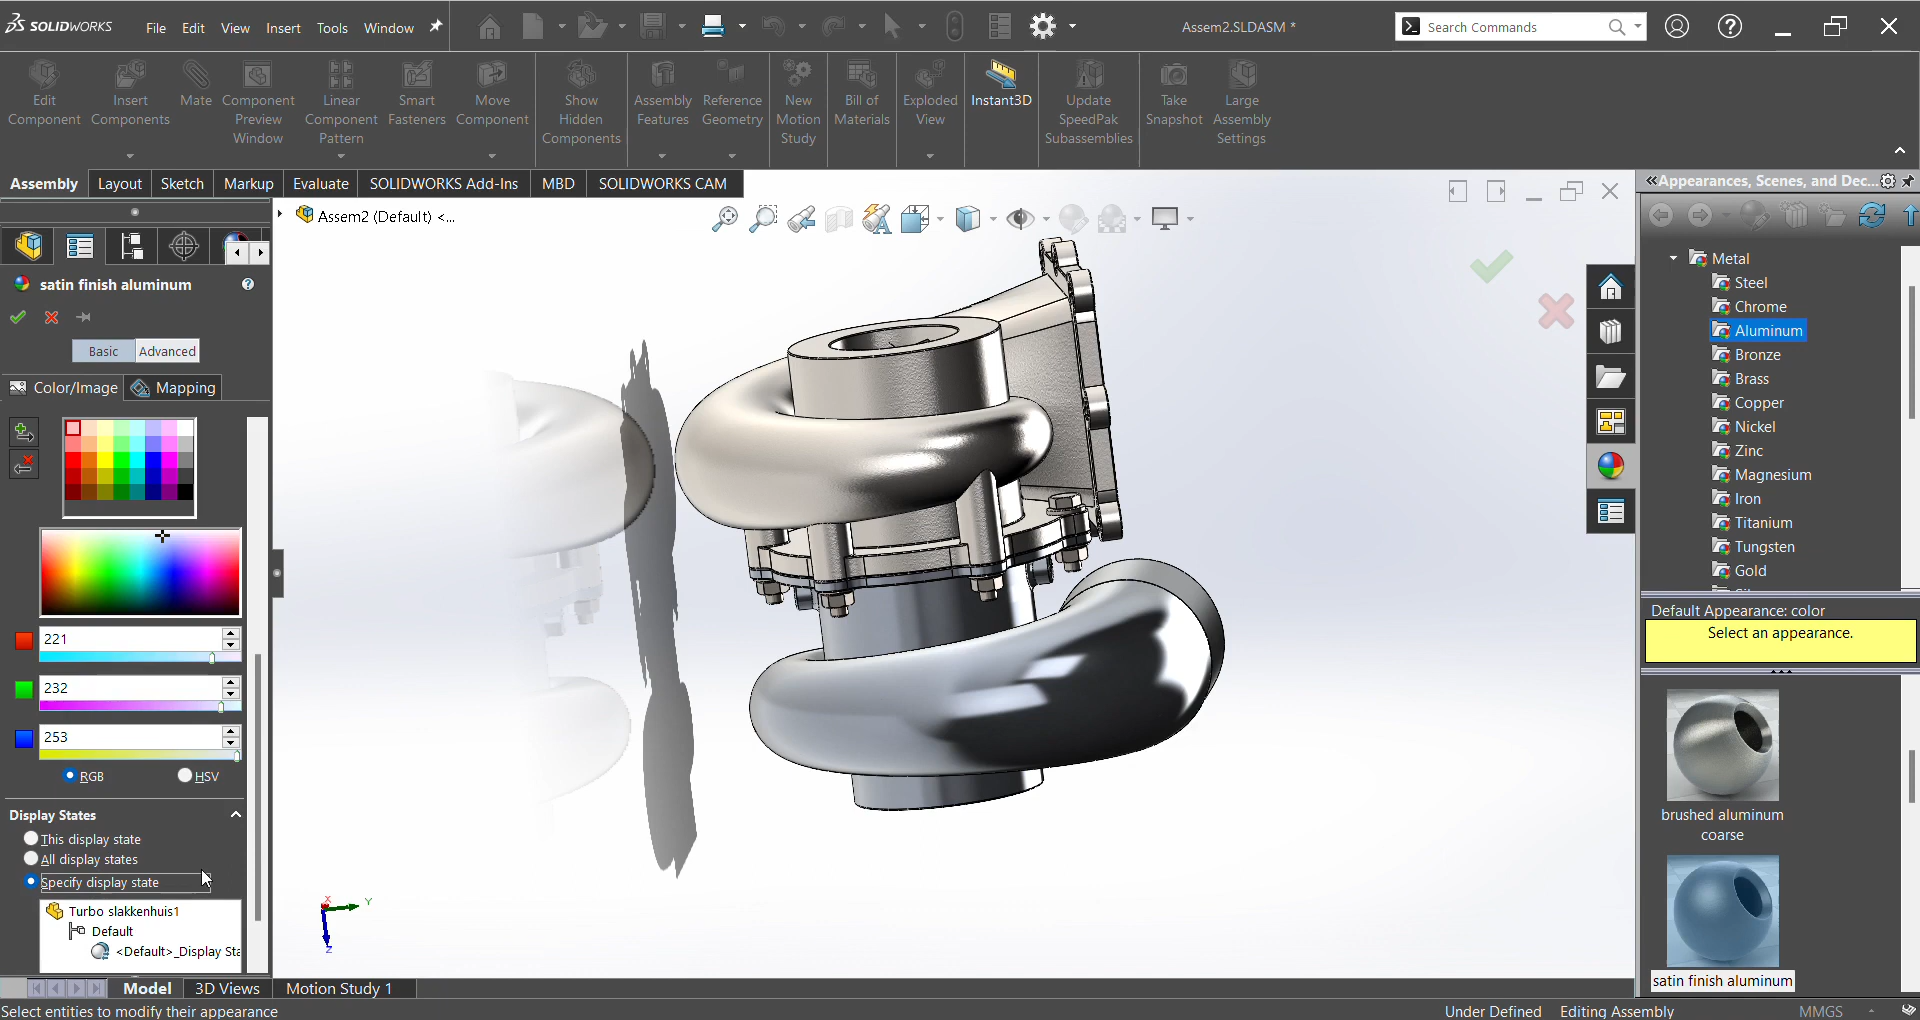 SOLIDWORKS File Edit View Insert Tools Window Assem2.SLDASM * Search Commands
Edit Component
Insert Components
Mate
Component Preview Window
Linear Component Pattern
Smart Fasteners
Move Component
Show Hidden Components
Assembly Features
Reference Geometry
New Motion Study
Bill of Materials
Exploded View
Instant3D
Update SpeedPak Subassemblies
Take Snapshot
Large Assembly Settings
Assembly Layout Sketch Markup Evaluate SOLIDWORKS Add-Ins MBD SOLIDWORKS CAM
Assem2 (Default) <...
satin finish aluminum
Basic Advanced
Color/Image Mapping
221
232
253
RGB HSV
Display States
This display state
All display states
Specify display state
Turbo slakkenhuis1
Default
<Default>_Display Sta
X
Y
Z
Appearances, Scenes, and Dec...
Metal
Steel
Chrome
Aluminum
Bronze
Brass
Copper
Nickel
Zinc
Magnesium
Iron
Titanium
Tungsten
Gold
Default Appearance: color
Select an appearance.
brushed aluminum
coarse
satin finish aluminum
Model 3D Views Motion Study 1
Select entities to modify their appearance Under Defined Editing Assembly MMGS